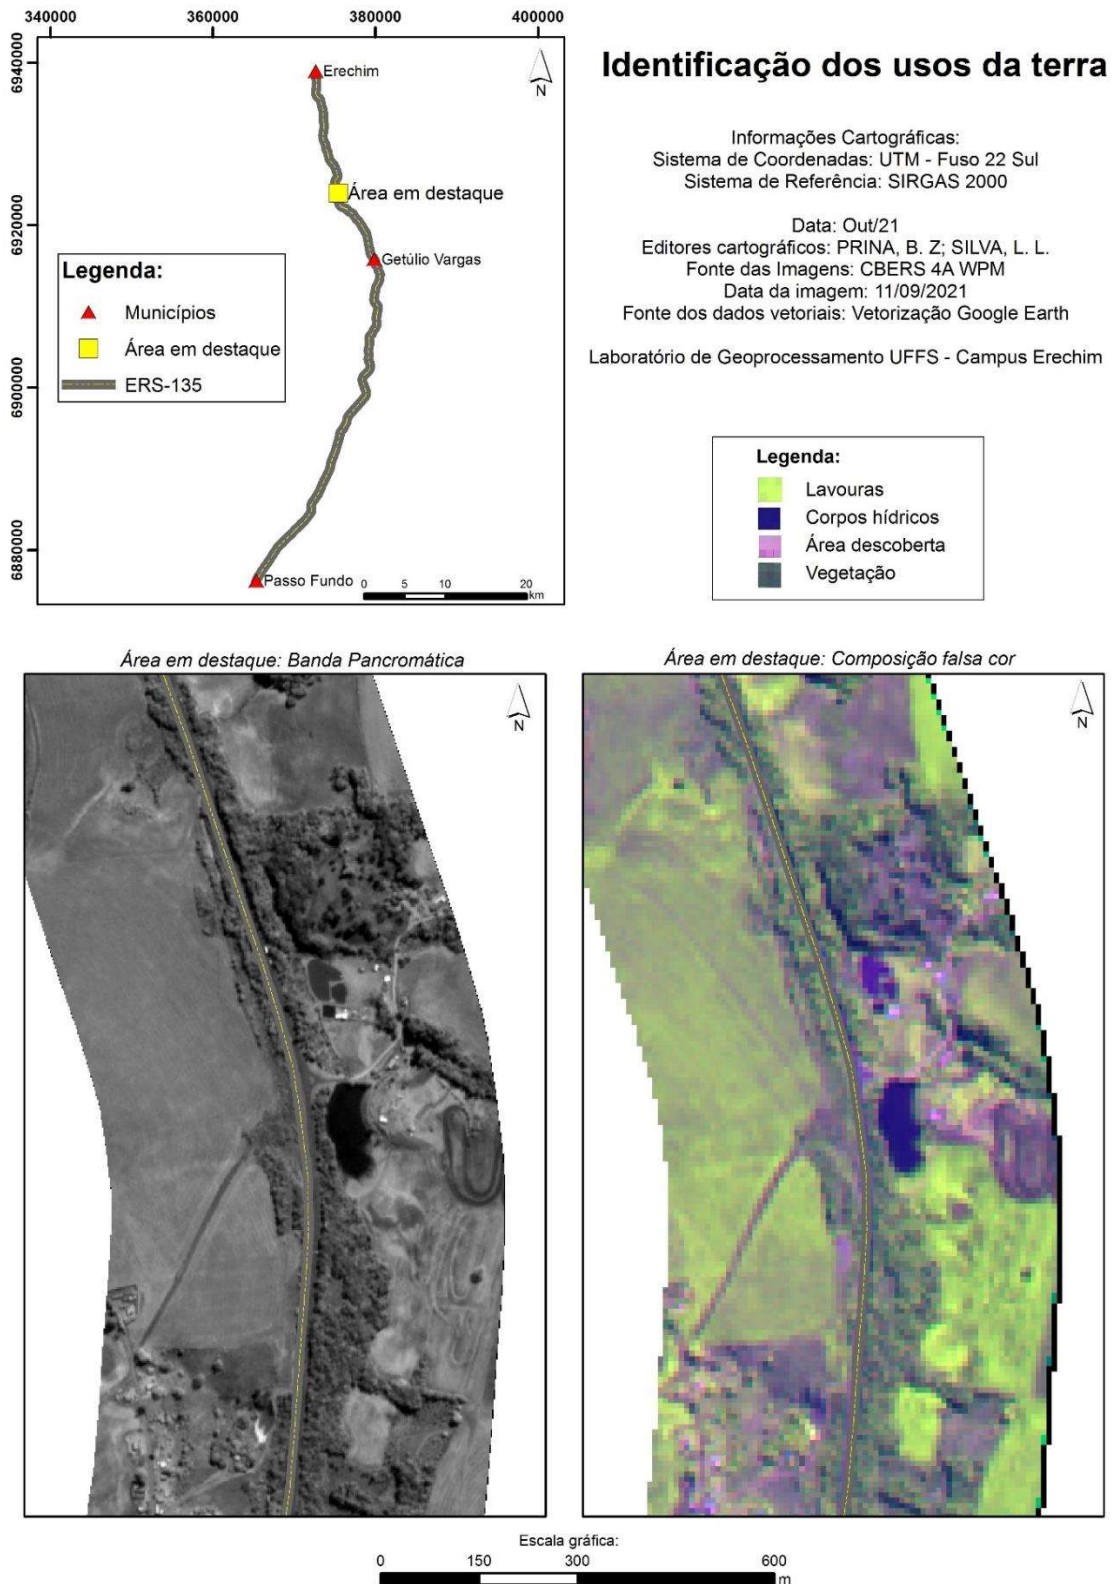 340000 360000 380000 400000
6940000
6920000
6900000
6880000
Erechim
N
Área em destaque
Getúlio Vargas
Legenda:
Municípios
Área em destaque
ERS-135
Passo Fundo
0 5 10 20
km
Identificação dos usos da terra
Informações Cartográficas:
Sistema de Coordenadas: UTM - Fuso 22 Sul
Sistema de Referência: SIRGAS 2000
Data: Out/21
Editores cartográficos: PRINA, B. Z; SILVA, L. L.
Fonte das Imagens: CBERS 4A WPM
Data da imagem: 11/09/2021
Fonte dos dados vetoriais: Vetorização Google Earth
Laboratório de Geoprocessamento UFFS - Campus Erechim
Legenda:
Lavouras
Corpos hídricos
Área descoberta
Vegetação
Área em destaque: Banda Pancromática
N
Área em destaque: Composição falsa cor
N
Escala gráfica:
0 150 300 600
m